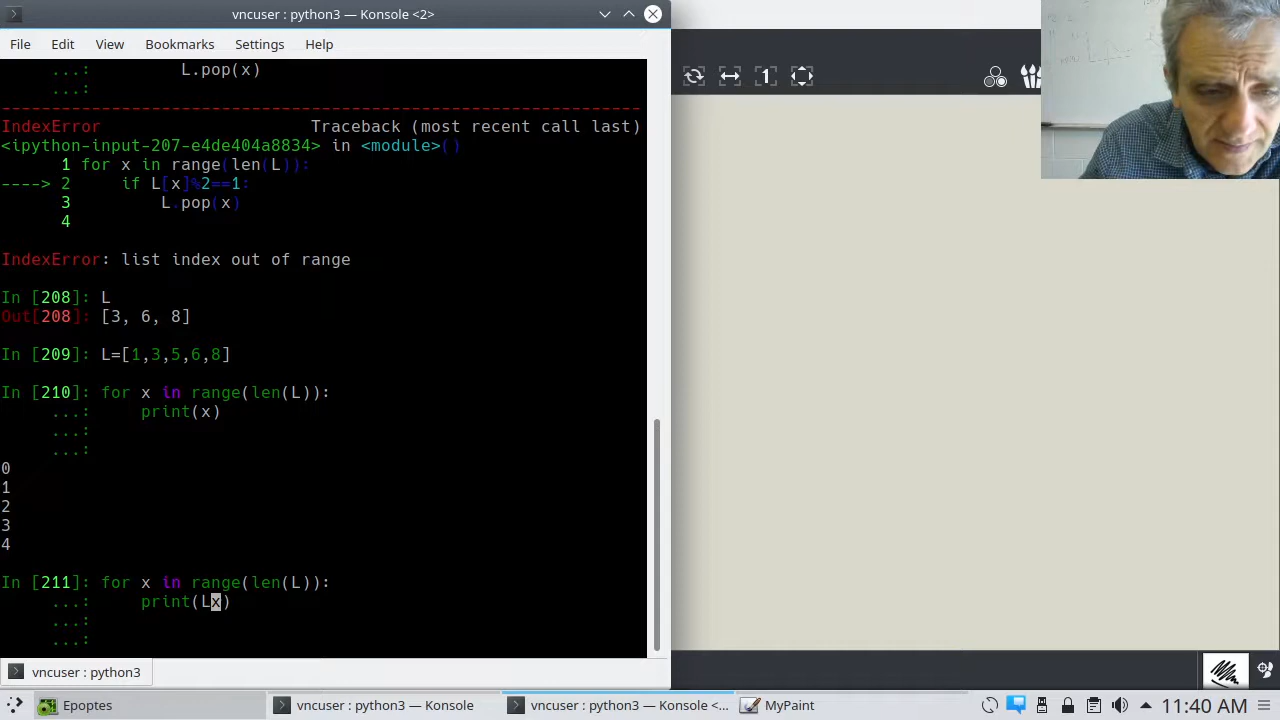 vncuser : python3 — Konsole <2>
File Edit View Bookmarks Settings Help
...: L.pop(x)
...:
---------------------------------------------------------------------------
IndexError Traceback (most recent call last)
<ipython-input-207-e4de404a8834> in <module>()
1 for x in range(len(L)):
----> 2 if L[x]%2==1:
3 L.pop(x)
4
IndexError: list index out of range
In [208]: L
Out[208]: [3, 6, 8]
In [209]: L=[1,3,5,6,8]
In [210]: for x in range(len(L)):
...: print(x)
...:
...:
0
1
2
3
4
In [211]: for x in range(len(L)):
...: print(Lx)
...:
...:
vncuser : python3
Epoptes
vncuser : python3 — Konsole
vncuser : python3 — Konsole <...
MyPaint
11:40 AM
1